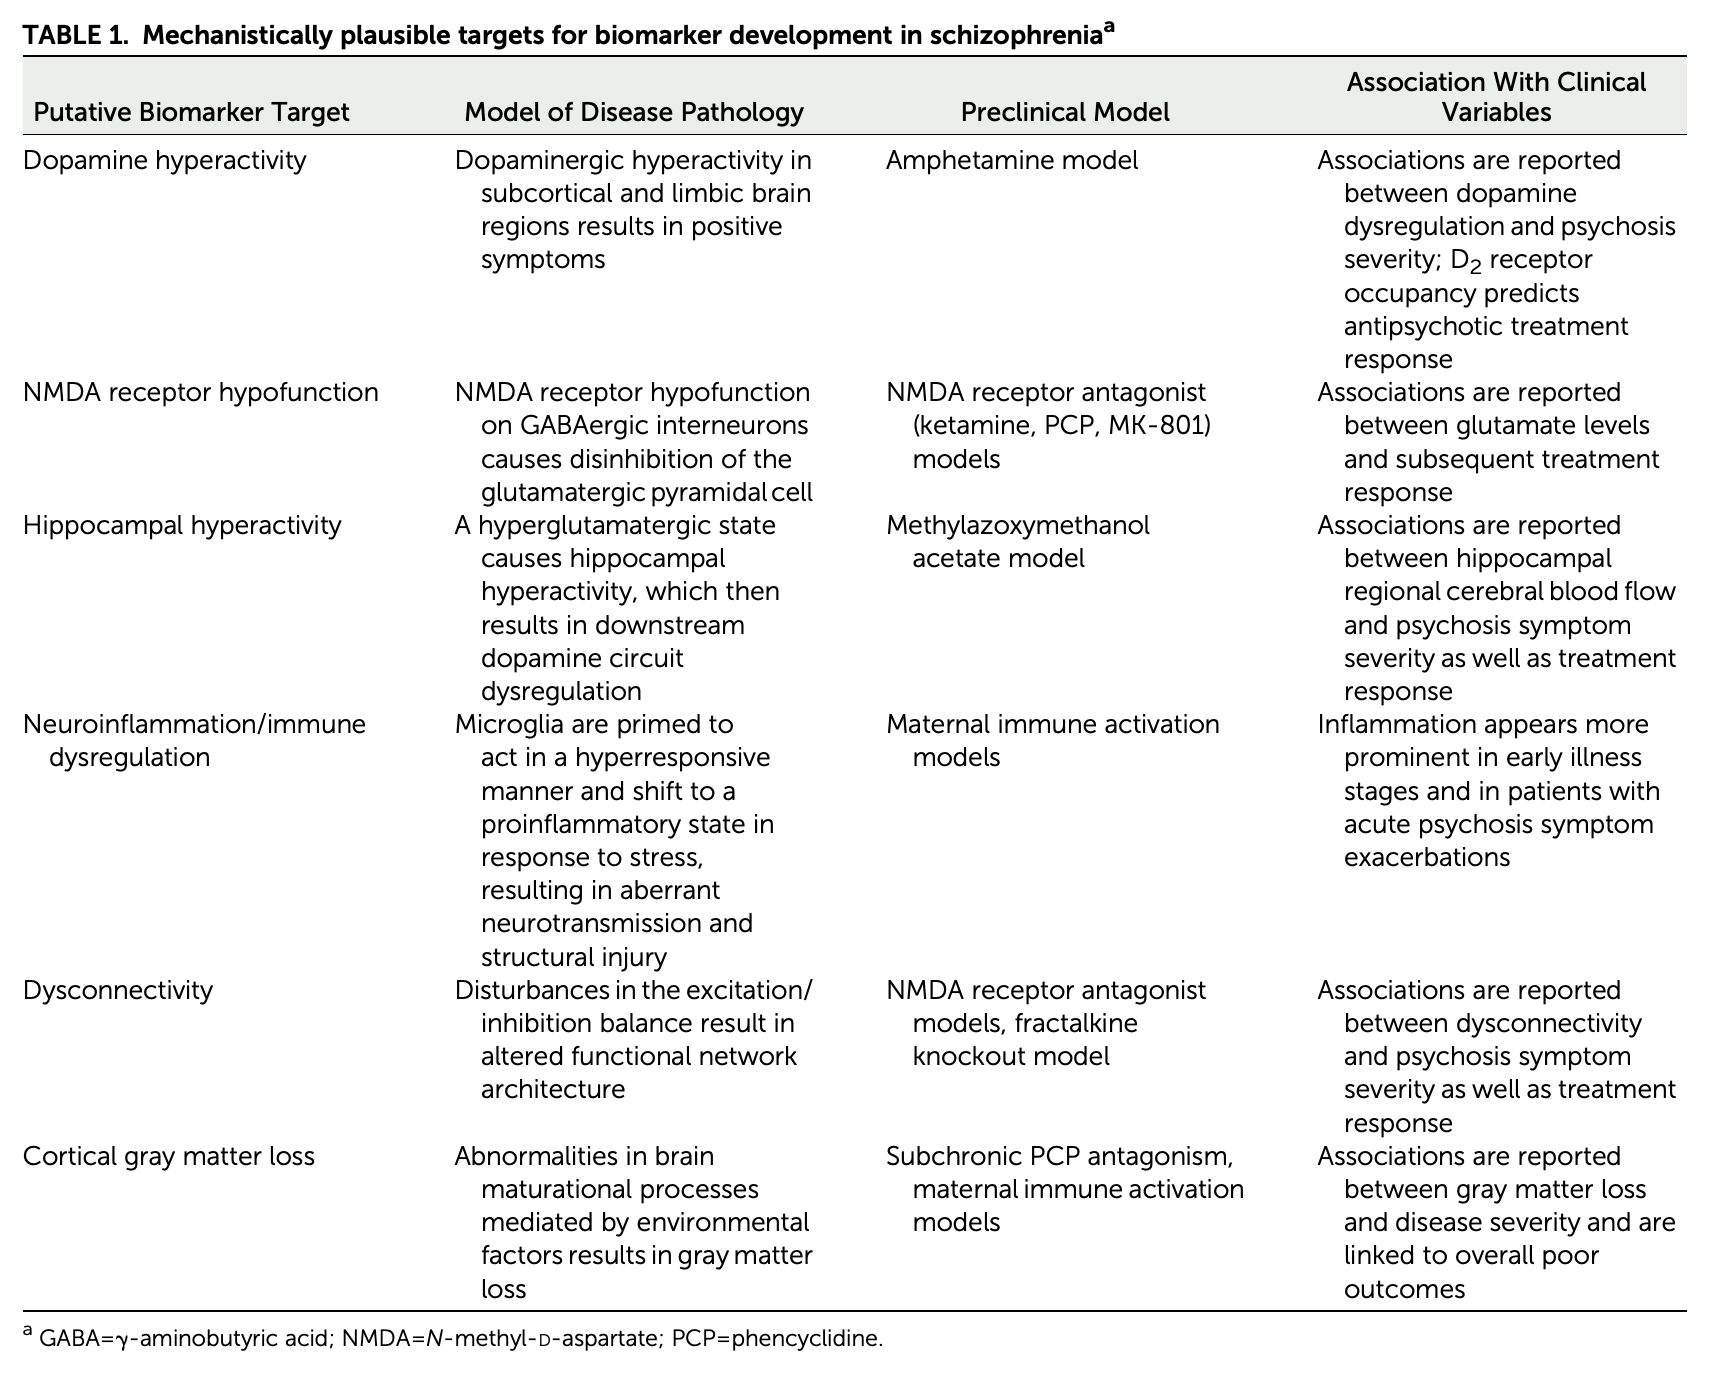 TABLE 1. Mechanistically plausible targets for biomarker development in schizophreniaª
Putative Biomarker Target
Model of Disease Pathology
Preclinical Model
Association With Clinical
Variables
Dopamine hyperactivity
Dopaminergic hyperactivity in
subcortical and limbic brain
regions results in positive
symptoms
Amphetamine model
Associations are reported
between dopamine
dysregulation and psychosis
severity; D₂ receptor
occupancy predicts
antipsychotic treatment
response
NMDA receptor hypofunction
NMDA receptor hypofunction
on GABAergic interneurons
causes disinhibition of the
glutamatergic pyramidal cell
NMDA receptor antagonist
(ketamine, PCP, MK-801)
models
Associations are reported
between glutamate levels
and subsequent treatment
response
Hippocampal hyperactivity
A hyperglutamatergic state
causes hippocampal
hyperactivity, which then
results in downstream
dopamine circuit
dysregulation
Methylazoxymethanol
acetate model
Associations are reported
between hippocampal
regional cerebral blood flow
and psychosis symptom
severity as well as treatment
response
Neuroinflammation/immune
dysregulation
Microglia are primed to
act in a hyperresponsive
manner and shift to a
proinflammatory state in
response to stress,
resulting in aberrant
neurotransmission and
structural injury
Maternal immune activation
models
Inflammation appears more
prominent in early illness
stages and in patients with
acute psychosis symptom
exacerbations
Dysconnectivity
Disturbances in the excitation/
inhibition balance result in
altered functional network
architecture
NMDA receptor antagonist
models, fractalkine
knockout model
Associations are reported
between dysconnectivity
and psychosis symptom
severity as well as treatment
response
Cortical gray matter loss
Abnormalities in brain
maturational processes
mediated by environmental
factors results in gray matter
loss
Subchronic PCP antagonism,
maternal immune activation
models
Associations are reported
between gray matter loss
and disease severity and are
linked to overall poor
outcomes
ª GABA=γ-aminobutyric acid; NMDA=N-methyl-D-aspartate; PCP=phencyclidine.